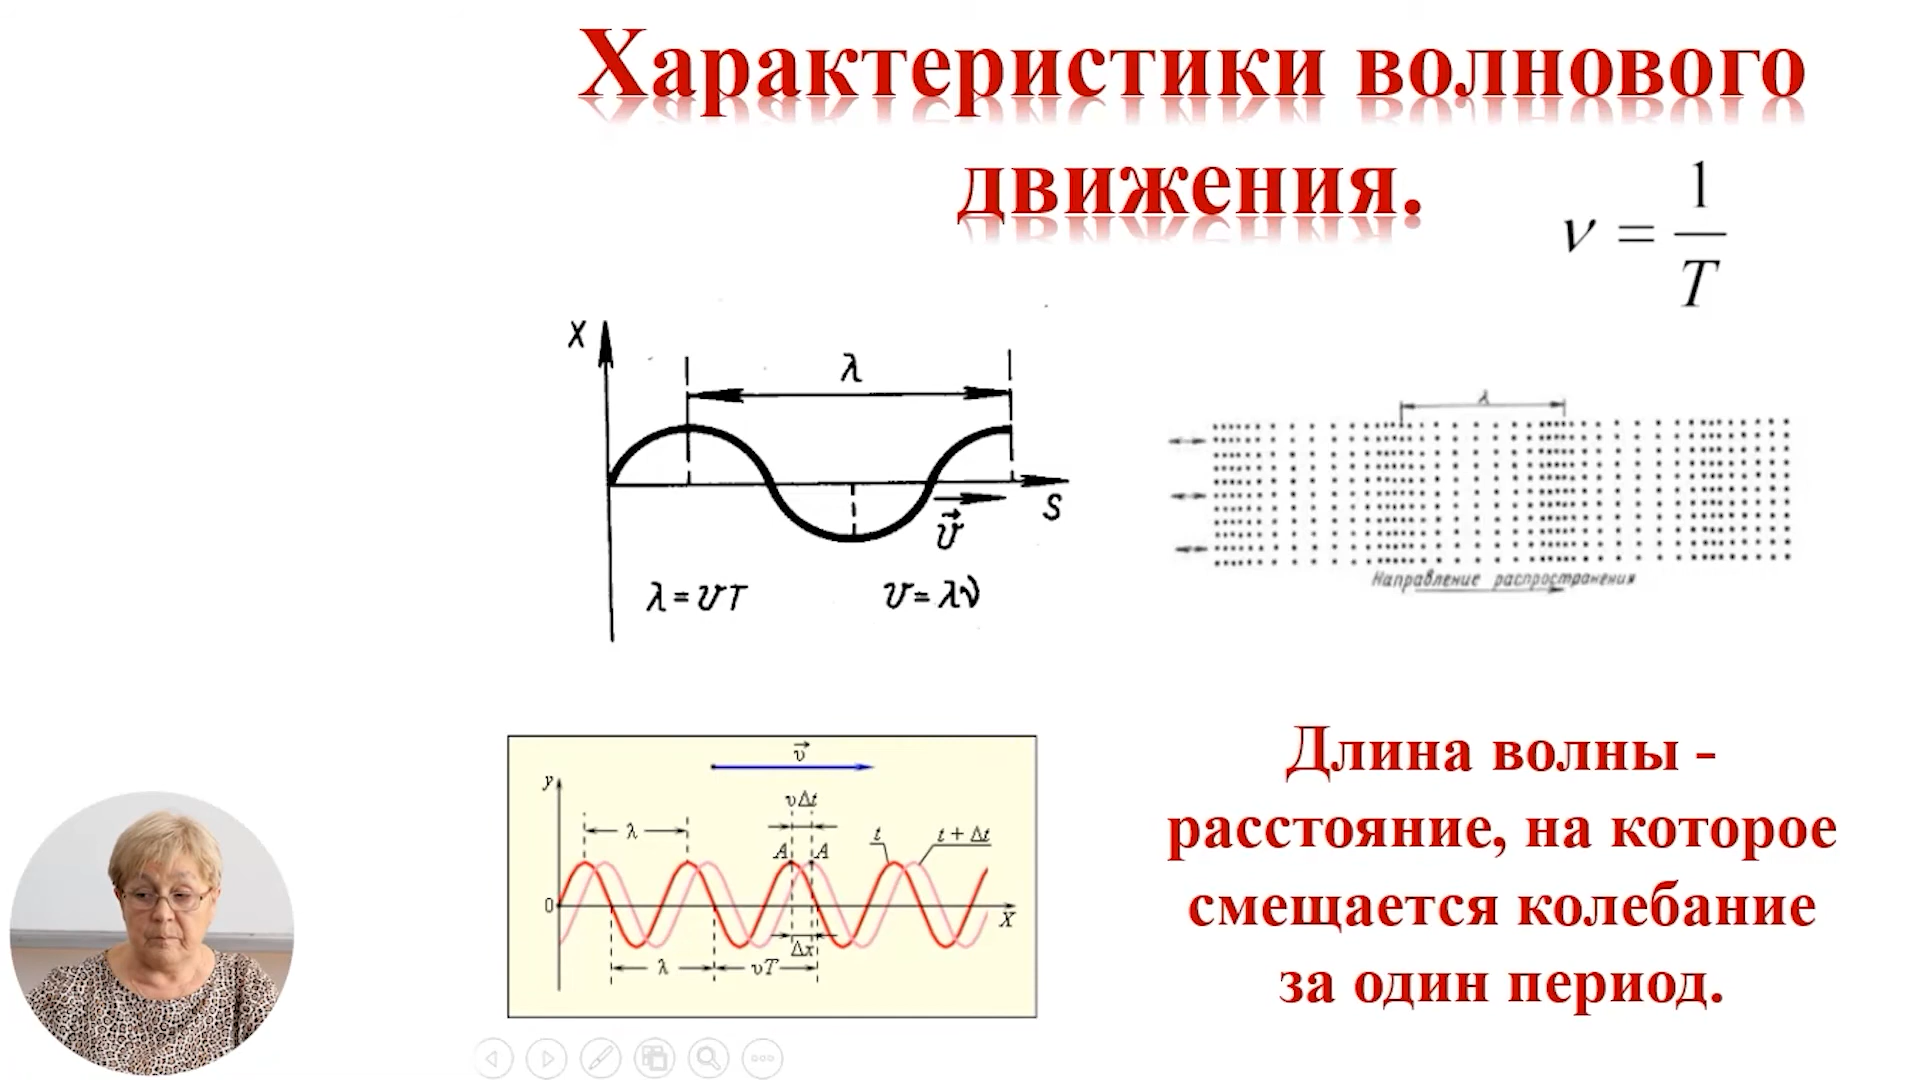 Характеристики волнового
движения.
ν = 1/T
X
λ
S
υ⃗
λ = υT
υ = λν
λ
Направление распространения
υ⃗
y
υΔt
λ
A A
t
t + Δt
0
X
Δx
λ
υT
Длина волны -
расстояние, на которое
смещается колебание
за один период.